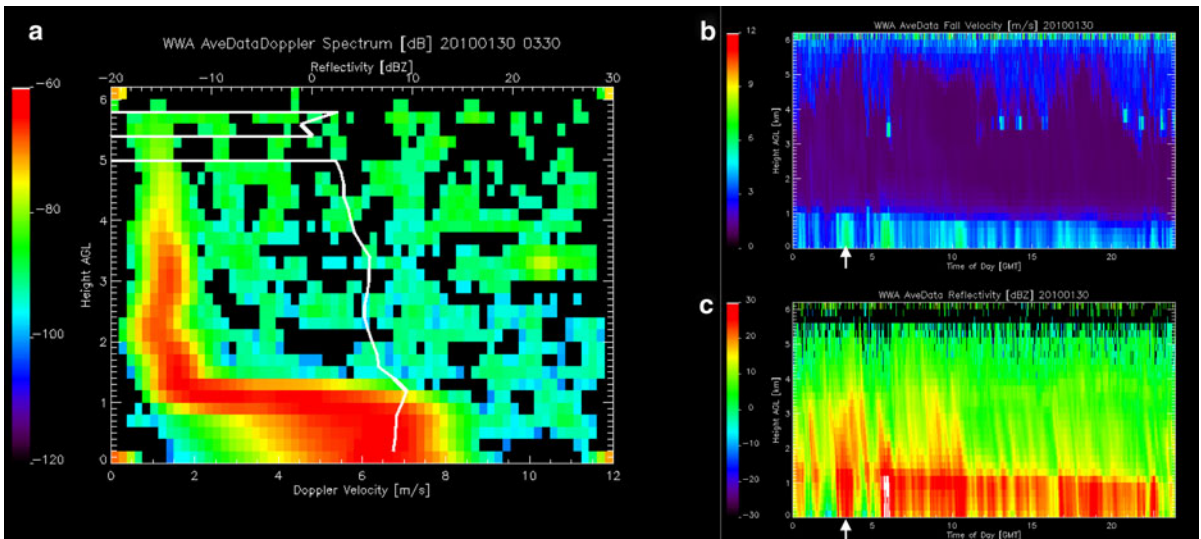 a
WWA AveDataDoppler Spectrum [dB] 20100130 0330
Reflectivity [dBZ]
-20 -10 0 10 20 30
-60
-80
-100
-120
6
5
4
3
2
1
0
Height AGL
0 2 4 6 8 10 12
Doppler Velocity [m/s]
b
WWA AveData Fall Velocity [m/s] 20100130
12
9
6
3
0
6
5
4
3
2
1
0
Height AGL [km]
0 5 10 15 20
Time of Day [GMT]
c
WWA AveData Reflectivity [dBZ] 20100130
30
20
10
0
-10
-20
-30
6
5
4
3
2
1
0
Height AGL [km]
0 5 10 15 20
Time of Day [GMT]